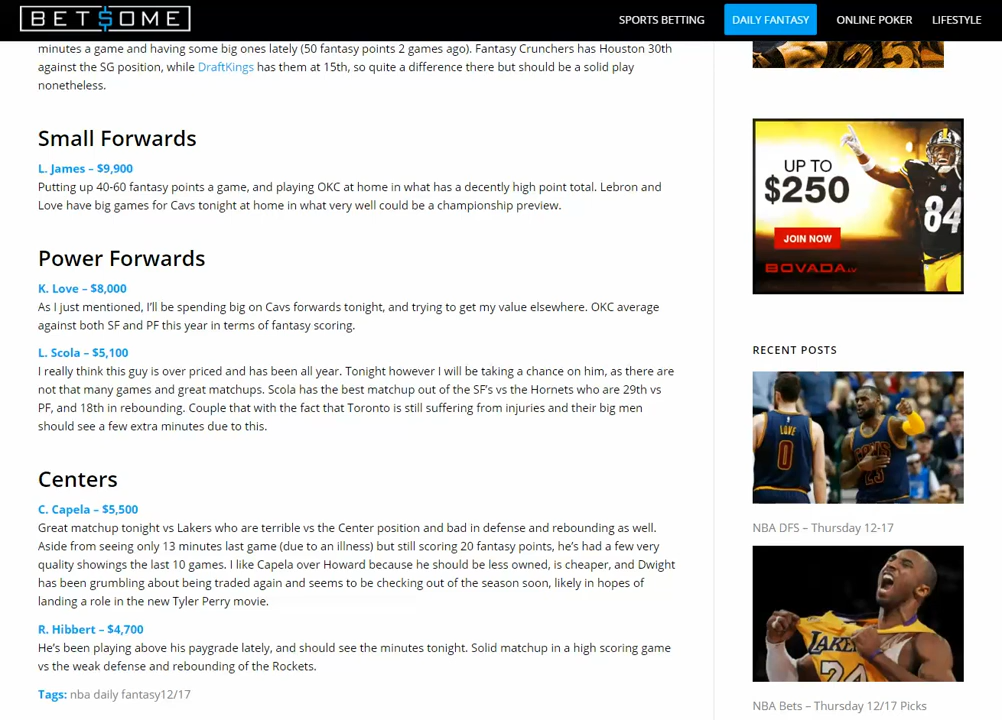 BET$OME
SPORTS BETTING
DAILY FANTASY
ONLINE POKER
LIFESTYLE
minutes a game and having some big ones lately (50 fantasy points 2 games ago). Fantasy Crunchers has Houston 30th
against the SG position, while DraftKings has them at 15th, so quite a difference there but should be a solid play
nonetheless.
Small Forwards
L. James – $9,900
Putting up 40-60 fantasy points a game, and playing OKC at home in what has a decently high point total. Lebron and
Love have big games for Cavs tonight at home in what very well could be a championship preview.
Power Forwards
K. Love – $8,000
As I just mentioned, I'll be spending big on Cavs forwards tonight, and trying to get my value elsewhere. OKC average
against both SF and PF this year in terms of fantasy scoring.
L. Scola – $5,100
I really think this guy is over priced and has been all year. Tonight however I will be taking a chance on him, as there are
not that many games and great matchups. Scola has the best matchup out of the SF's vs the Hornets who are 29th vs
PF, and 18th in rebounding. Couple that with the fact that Toronto is still suffering from injuries and their big men
should see a few extra minutes due to this.
Centers
C. Capela – $5,500
Great matchup tonight vs Lakers who are terrible vs the Center position and bad in defense and rebounding as well.
Aside from seeing only 13 minutes last game (due to an illness) but still scoring 20 fantasy points, he's had a few very
quality showings the last 10 games. I like Capela over Howard because he should be less owned, is cheaper, and Dwight
has been grumbling about being traded again and seems to be checking out of the season soon, likely in hopes of
landing a role in the new Tyler Perry movie.
R. Hibbert – $4,700
He's been playing above his paygrade lately, and should see the minutes tonight. Solid matchup in a high scoring game
vs the weak defense and rebounding of the Rockets.
Tags: nba daily fantasy12/17
25
UP TO
$250
JOIN NOW
BOVADA.LV
84
RECENT POSTS
LOVE
0
CAVS
23
NBA DFS – Thursday 12-17
LAKERS
24
NBA Bets – Thursday 12/17 Picks